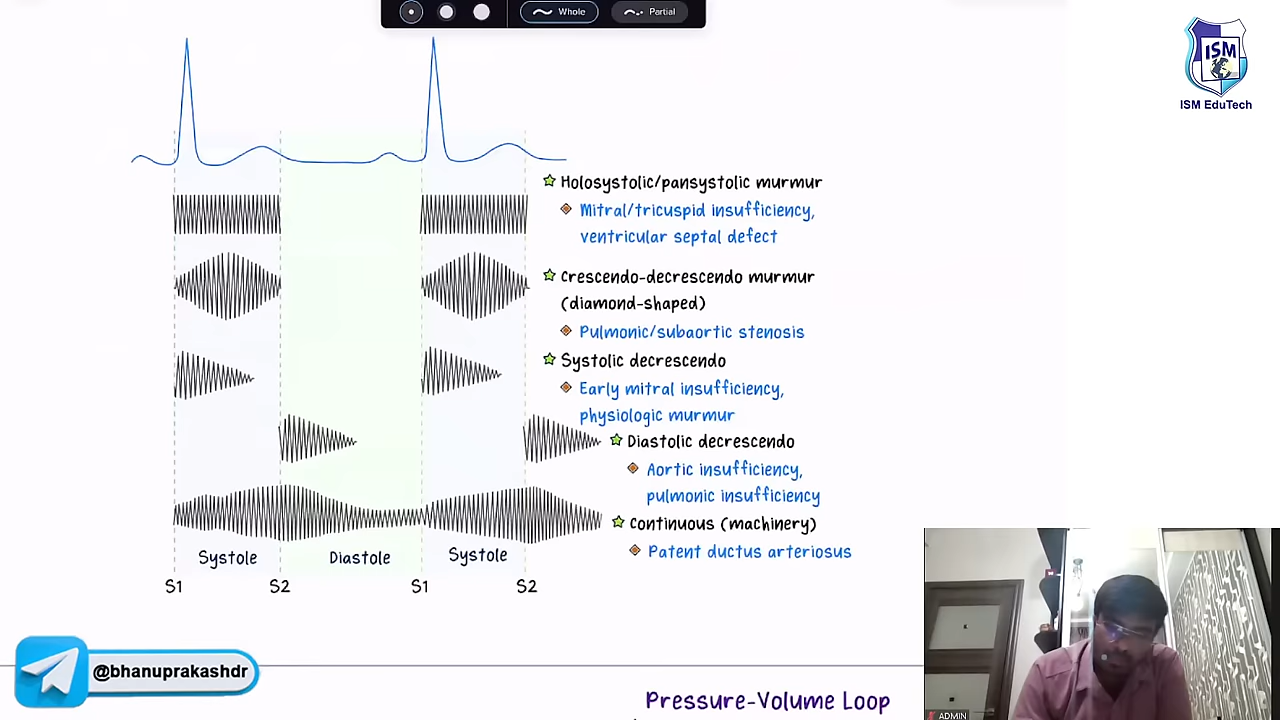 Whole
Partial
ISM
ISM EduTech
Holosystolic/pansystolic murmur
Mitral/tricuspid insufficiency,
ventricular septal defect
Crescendo-decrescendo murmur
(diamond-shaped)
Pulmonic/subaortic stenosis
Systolic decrescendo
Early mitral insufficiency,
physiologic murmur
Diastolic decrescendo
Aortic insufficiency,
pulmonic insufficiency
Continuous (machinery)
Patent ductus arteriosus
Systole
Diastole
Systole
S1
S2
S1
S2
@bhanuprakashdr
Pressure-Volume Loop
ADMIN